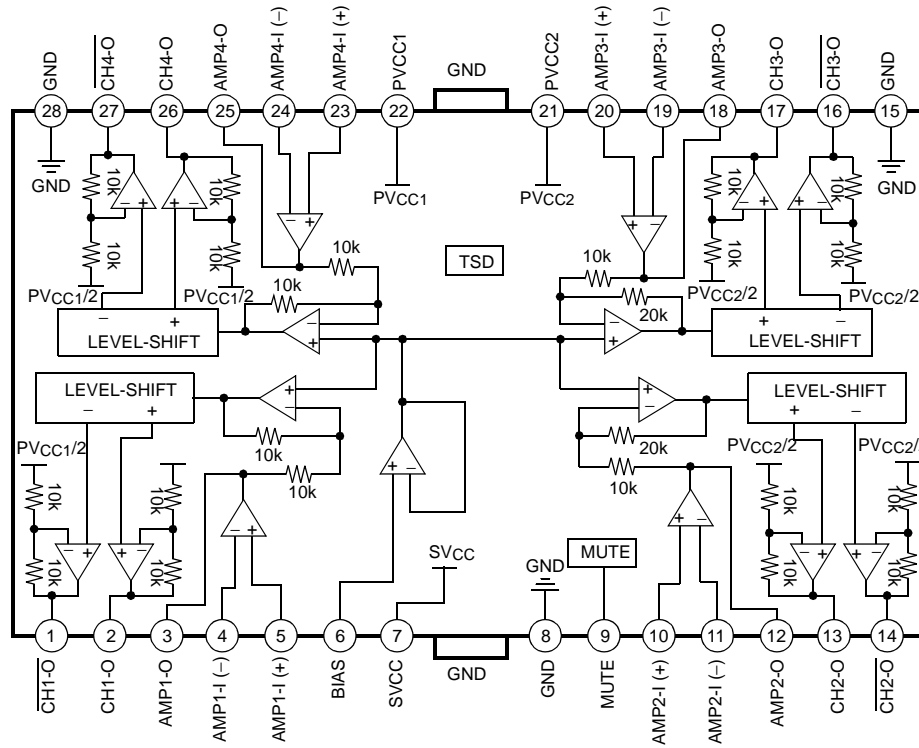 GND
CH4-O
CH4-O
AMP4-O
AMP4-I (−)
AMP4-I (+)
PVCC1
GND
PVCC2
AMP3-I (+)
AMP3-I (−)
AMP3-O
CH3-O
CH3-O
GND
28
27
26
25
24
23
22
21
20
19
18
17
16
15
GND
10k
10k
10k
10k
− +
+ −
− +
PVCC1
PVCC2
− +
10k
10k
10k
10k
− +
+ −
GND
TSD
10k
10k
10k
20k
PVCC1/2
PVCC1/2
PVCC2/2
PVCC2/2
− +
LEVEL-SHIFT
−
+
−
+
+ −
LEVEL-SHIFT
LEVEL-SHIFT
− +
+
−
+
−
LEVEL-SHIFT
+ −
PVCC1/2
10k
10k
20k
10k
PVCC2/2
PVCC2/2
+ −
10k
10k
10k
10k
− +
+ −
− +
SVCC
GND
MUTE
+ −
10k
10k
10k
10k
− +
− +
1
2
3
4
5
6
7
8
9
10
11
12
13
14
CH1-O
CH1-O
AMP1-O
AMP1-I (−)
AMP1-I (+)
BIAS
SVCC
GND
GND
MUTE
AMP2-I (+)
AMP2-I (−)
AMP2-O
CH2-O
CH2-O